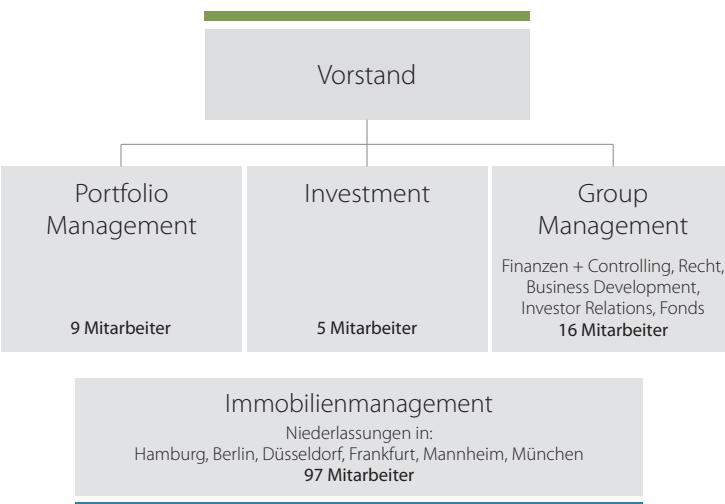 Vorstand
Portfolio
Management
9 Mitarbeiter
Investment
5 Mitarbeiter
Group
Management
Finanzen + Controlling, Recht,
Business Development,
Investor Relations, Fonds
16 Mitarbeiter
Immobilienmanagement
Niederlassungen in:
Hamburg, Berlin, Düsseldorf, Frankfurt, Mannheim, München
97 Mitarbeiter